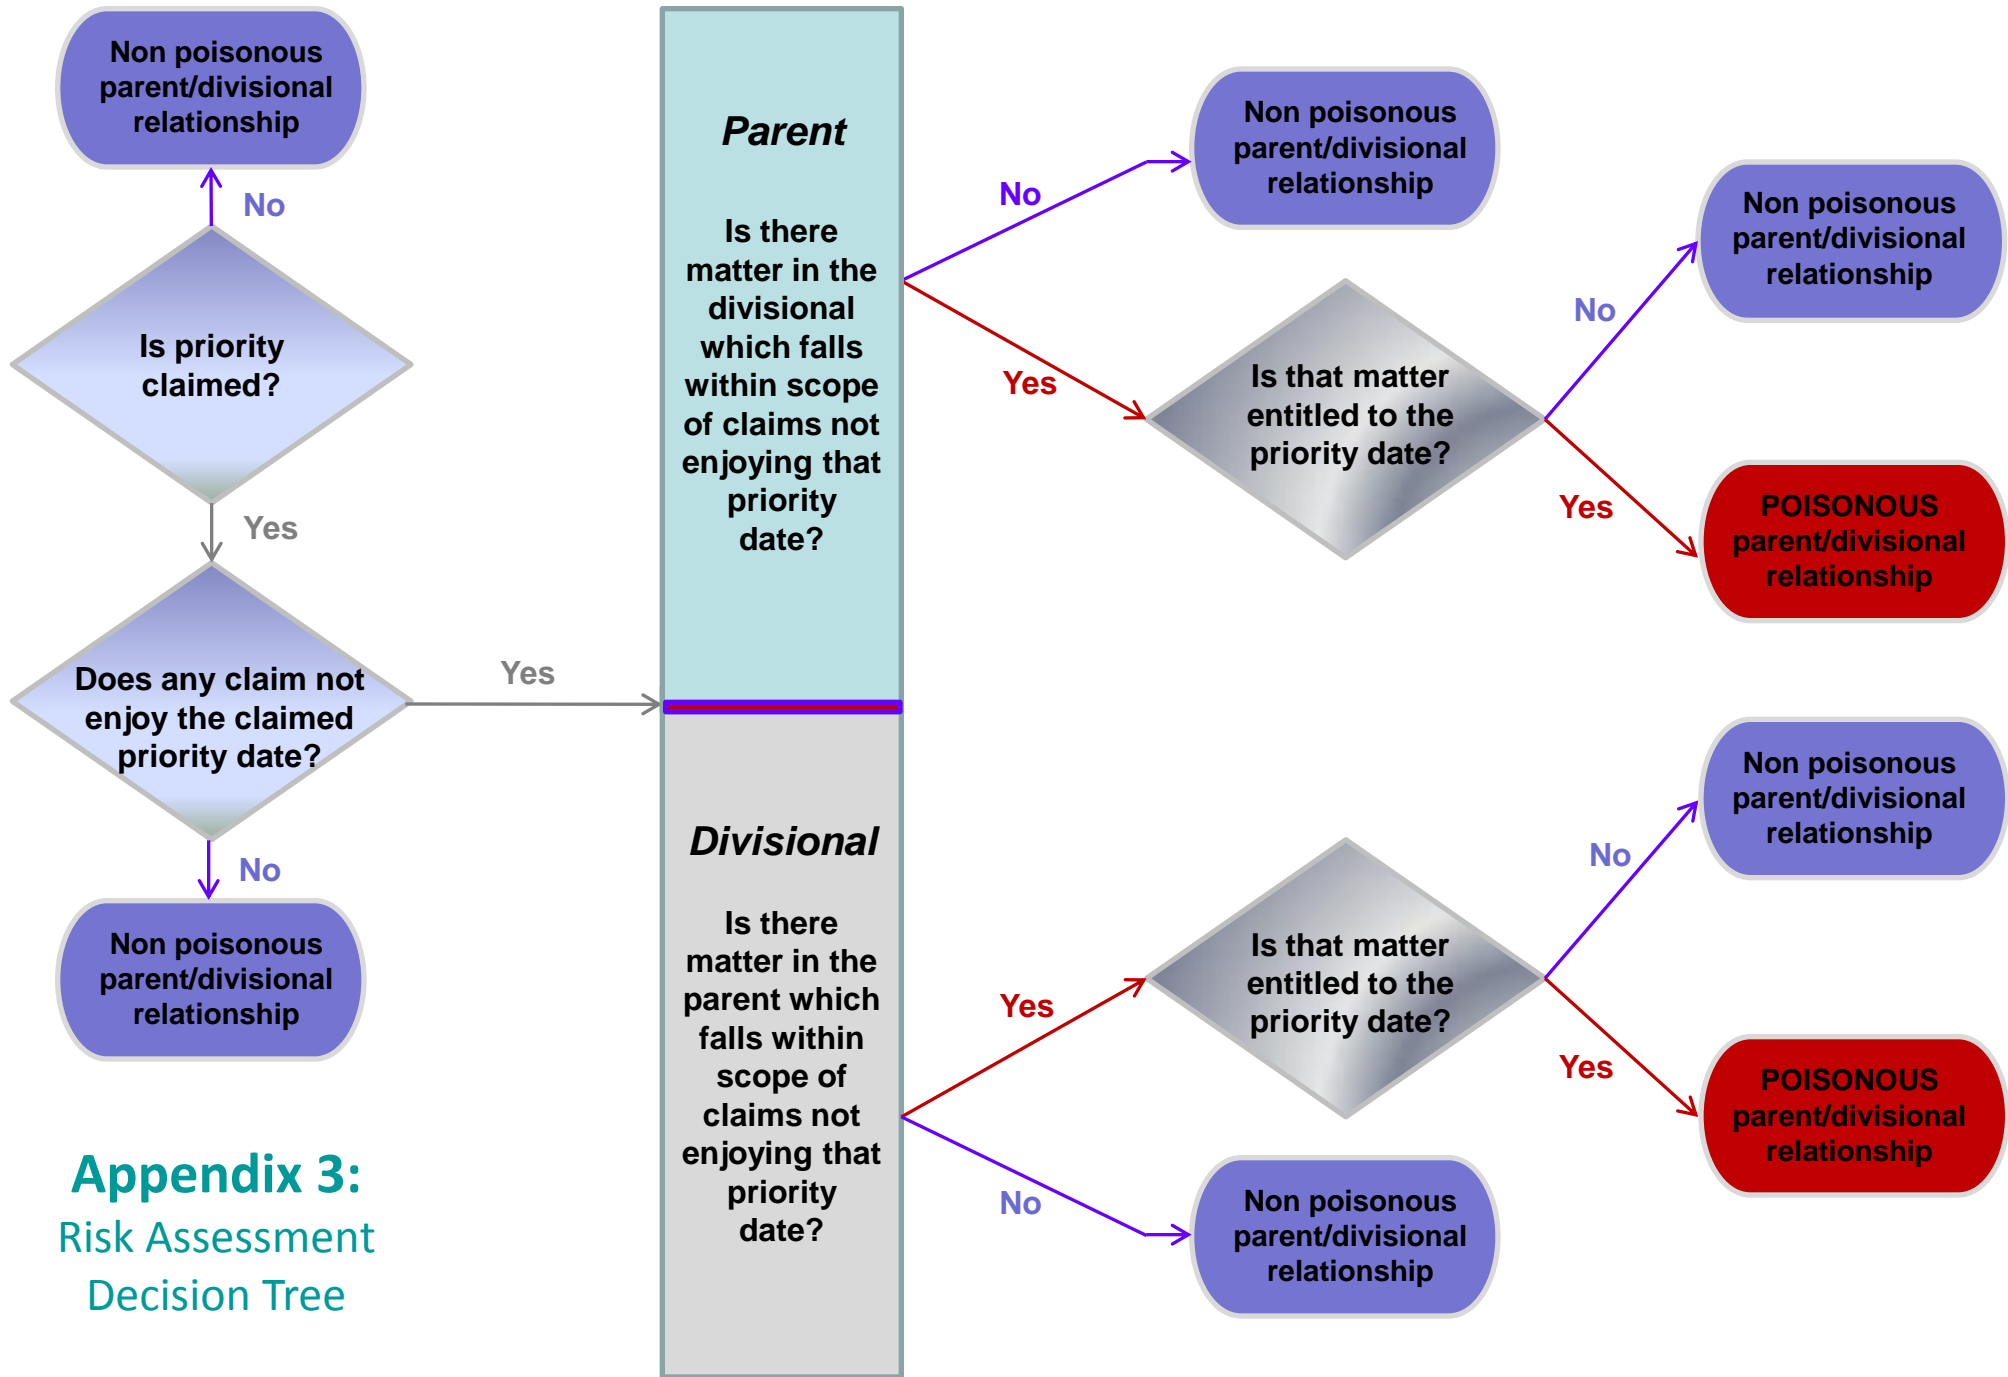 Non poisonous
parent/divisional
relationship
No
Is priority
claimed?
Yes
Does any claim not
enjoy the claimed
priority date?
Yes
No
Non poisonous
parent/divisional
relationship
Appendix 3:
Risk Assessment
Decision Tree
Parent
Is there
matter in the
divisional
which falls
within scope
of claims not
enjoying that
priority
date?
No
Non poisonous
parent/divisional
relationship
Yes
Is that matter
entitled to the
priority date?
No
Non poisonous
parent/divisional
relationship
Yes
POISONOUS
parent/divisional
relationship
Divisional
Is there
matter in the
parent which
falls within
scope of
claims not
enjoying that
priority
date?
Yes
Is that matter
entitled to the
priority date?
No
Non poisonous
parent/divisional
relationship
Yes
POISONOUS
parent/divisional
relationship
No
Non poisonous
parent/divisional
relationship